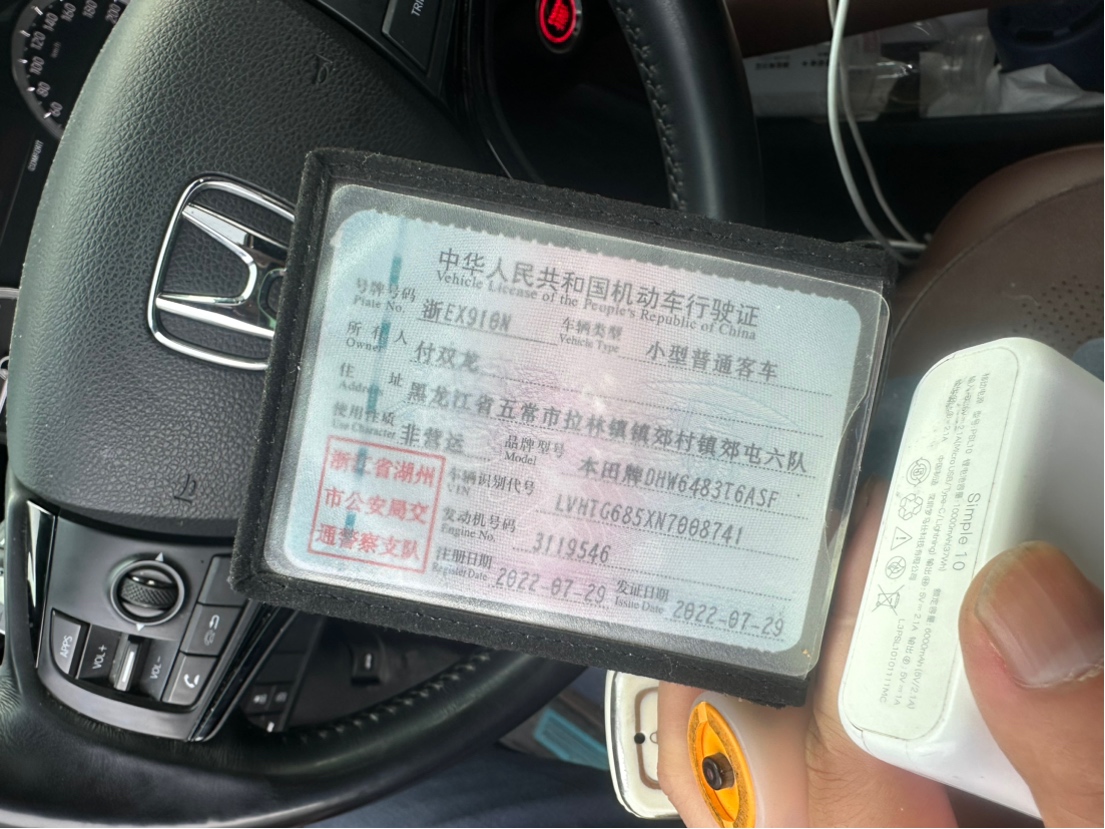 中华人民共和国机动车行驶证
Vehicle License of the People's Republic of China
号牌号码 浙EX910N 车辆类型 小型普通客车
Plate No. Vehicle Type
所有人 付双龙
Owner
住址 黑龙江省五常市拉林镇镇郊村镇郊屯六队
Address
使用性质 非营运 品牌型号 本田牌DHW6483T6ASF
Use Character Model
浙江省湖州
市公安局交
通警察支队
车辆识别代号 LVHTG685XN7008741
VIN
发动机号码 3119546
Engine No.
注册日期 2022-07-29 发证日期 2022-07-29
Register Date Issue Date
Simple 10
APPS
VOL+
VOL-
TRI
COMFORT